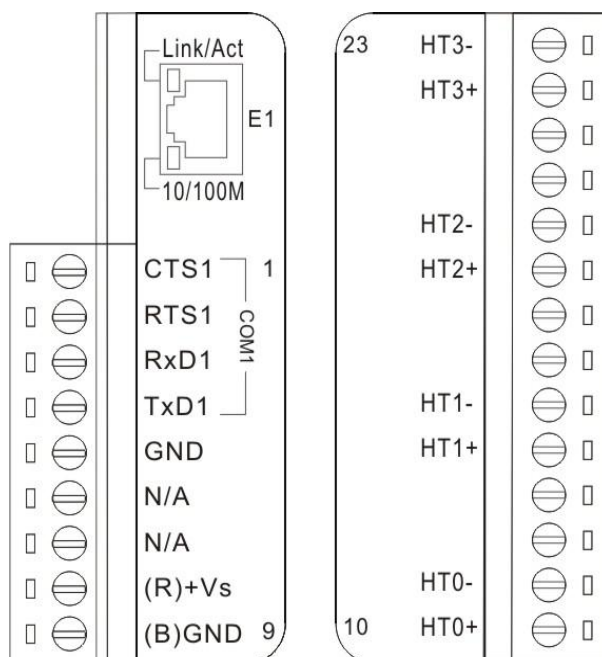 Link/Act
E1
10/100M
CTS1 1
RTS1
RxD1
TxD1
COM1
GND
N/A
N/A
(R)+Vs
(B)GND 9
23 HT3-
HT3+
HT2-
HT2+
HT1-
HT1+
HT0-
10 HT0+